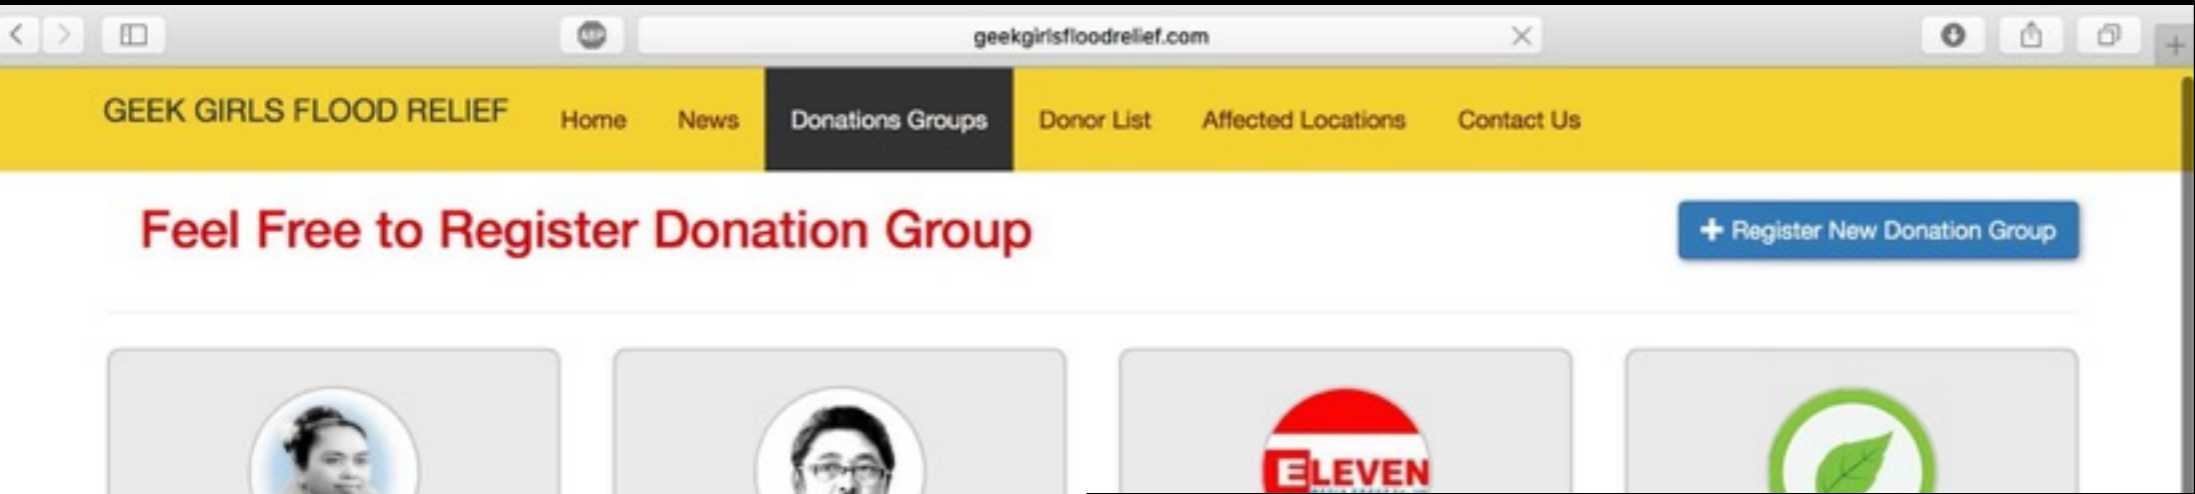 geekgirlsfloodrelief.com
GEEK GIRLS FLOOD RELIEF Home News Donations Groups Donor List Affected Locations Contact Us
Feel Free to Register Donation Group
Register New Donation Group
ELEVEN